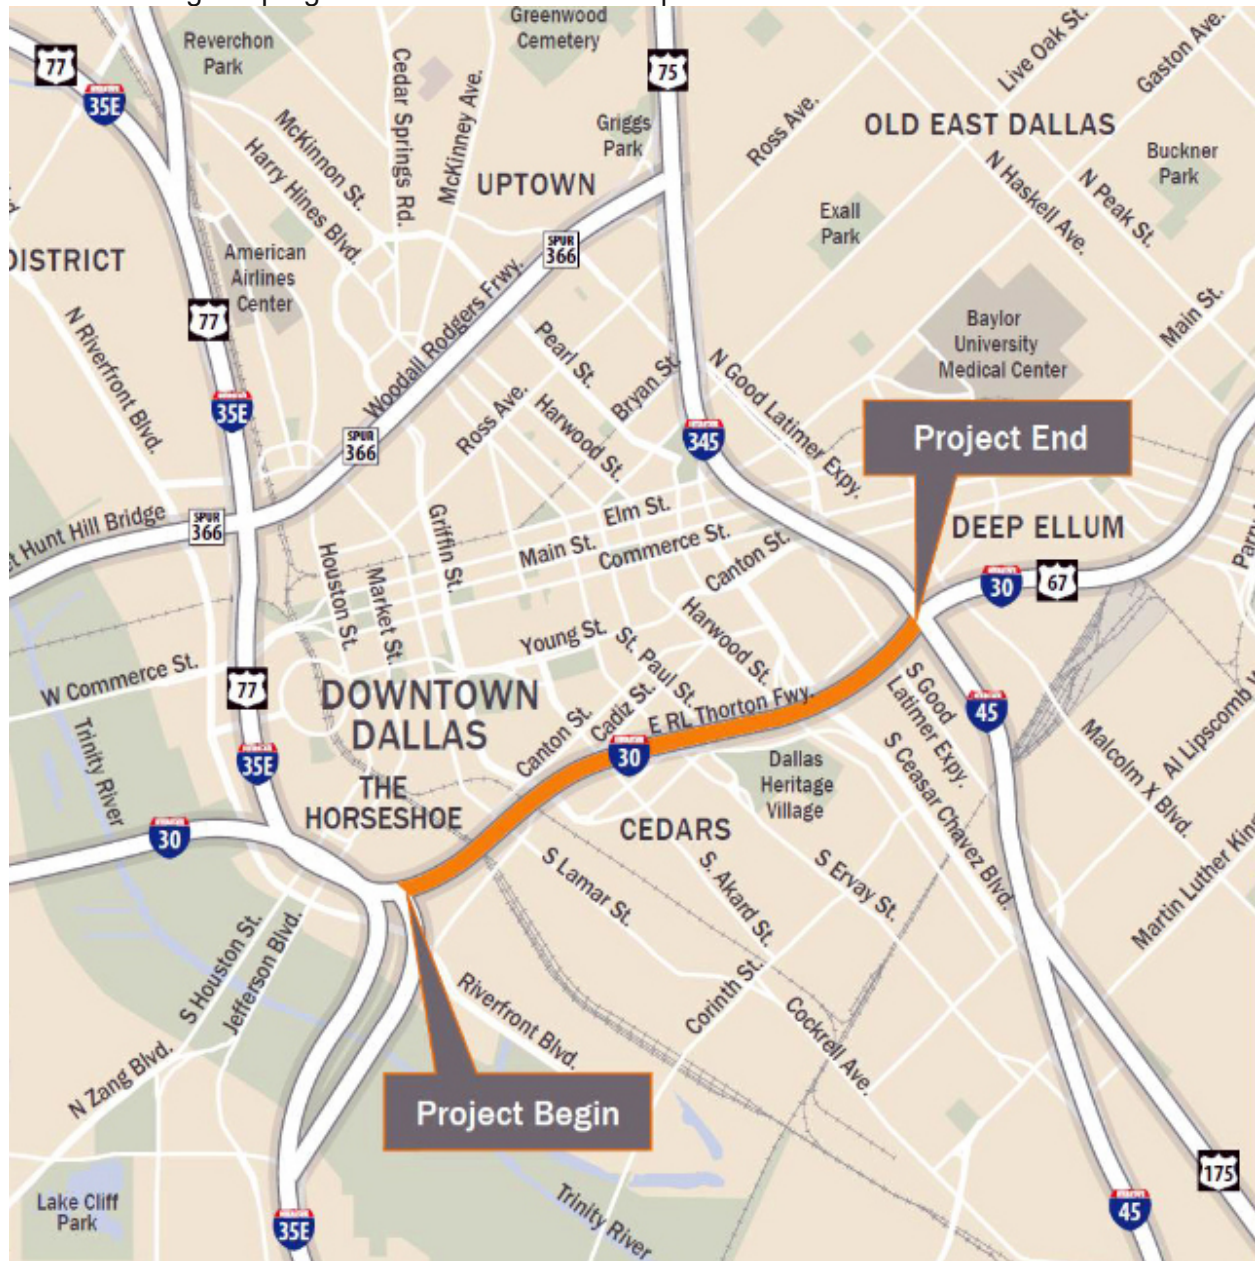 Greenwood
Cemetery
77
Reverchon
Park
35E
75
Live Oak St.
Gaston Ave.
Cedar Springs Rd.
McKinney Ave.
McKinnon St.
Harry Hines Blvd.
Griggs
Park
Ross Ave.
OLD EAST DALLAS
Buckner
Park
UPTOWN
N Haskell Ave.
N Peak St.
Exall
Park
SPUR
366
American
Airlines
Center
DISTRICT
77
N Riverfront Blvd.
Woodall Rodgers Frwy.
Main St.
Baylor
University
Medical Center
Pearl St.
Bryan St.
N Good Latimer Expy.
35E
Ross Ave.
Harwood St.
SPUR
366
345
Project End
Elm St.
Griffin St.
SPUR
366
et Hunt Hill Bridge
Main St.
Commerce St.
Canton St.
DEEP ELLUM
Houston St.
Market St.
30
67
Harwood St.
Young St.
St. Paul St.
W Commerce St.
77
DOWNTOWN
DALLAS
Canton St.
Cadiz St.
E RL Thorton Fwy.
S Good
Latimer Expy.
45
Trinity River
35E
30
Dallas
Heritage
Village
S Ceasar Chavez Blvd.
Malcolm X Blvd.
THE
HORSESHOE
CEDARS
30
S Lamar St.
S. Akard St.
S Ervay St.
S Houston St.
Jefferson Blvd.
Corinth St.
Riverfront Blvd.
Cockrell Ave.
N Zang Blvd.
Project Begin
175
Lake Cliff
Park
Trinity River
35E
45